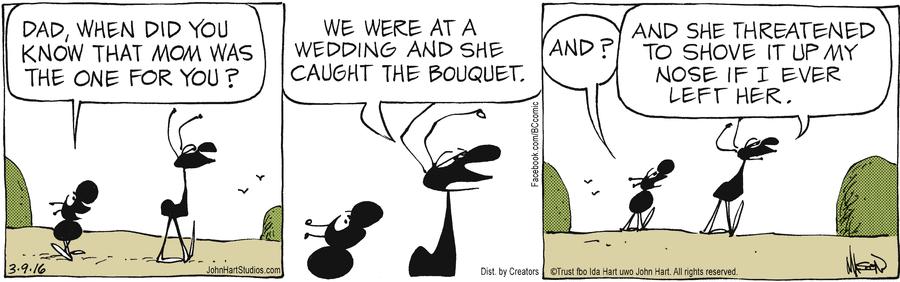 DAD, WHEN DID YOU
KNOW THAT MOM WAS
THE ONE FOR YOU?
3.9.16
JohnHartStudios.com
WE WERE AT A
WEDDING AND SHE
CAUGHT THE BOUQUET.
Dist. by Creators
Facebook.com/BCcomic
AND?
AND SHE THREATENED
TO SHOVE IT UP MY
NOSE IF I EVER
LEFT HER.
©Trust fbo Ida Hart uwo John Hart. All rights reserved.
MASON